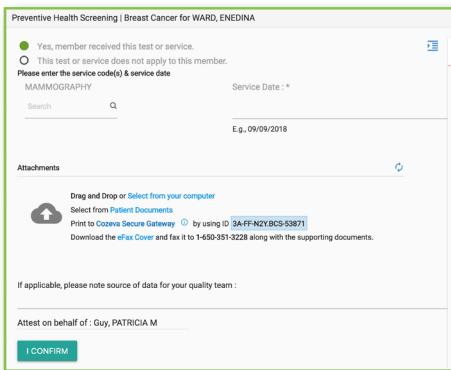 Preventive Health Screening | Breast Cancer for WARD, ENEDINA
Yes, member received this test or service.
This test or service does not apply to this member.
Please enter the service code(s) & service date
MAMMOGRAPHY
Service Date : *
Search
E.g., 09/09/2018
Attachments
Drag and Drop or Select from your computer
Select from Patient Documents
Print to Cozeva Secure Gateway by using ID 3A-FF-N2Y.BCS-53871
Download the eFax Cover and fax it to 1-650-351-3228 along with the supporting documents.
If applicable, please note source of data for your quality team :
Attest on behalf of : Guy, PATRICIA M
I CONFIRM